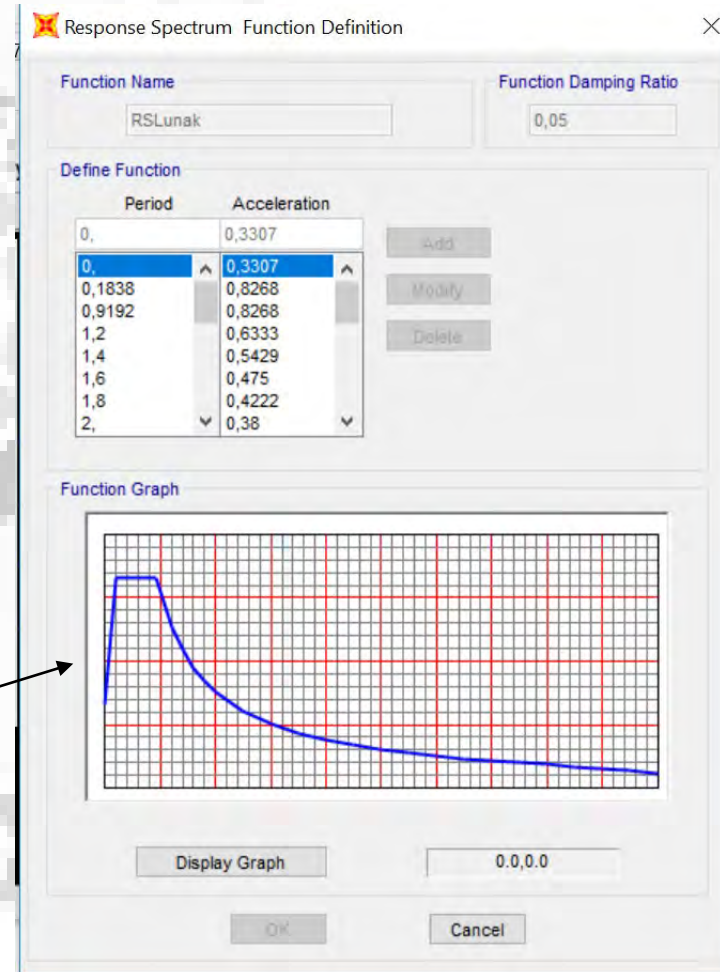 Response Spectrum Function Definition
Function Name
Function Damping Ratio
RSLunak
0,05
Define Function
Period Acceleration
0, 0,3307
Add
0, 0,3307
0,1838 0,8268
Modify
0,9192 0,8268
1,2 0,6333
Delete
1,4 0,5429
1,6 0,475
1,8 0,4222
2, 0,38
Function Graph
Display Graph
0.0,0.0
OK
Cancel